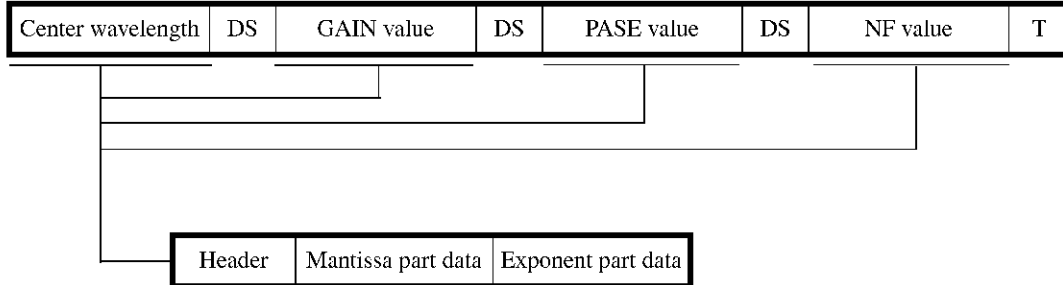 Center wavelength DS GAIN value DS PASE value DS NF value T
Header Mantissa part data Exponent part data